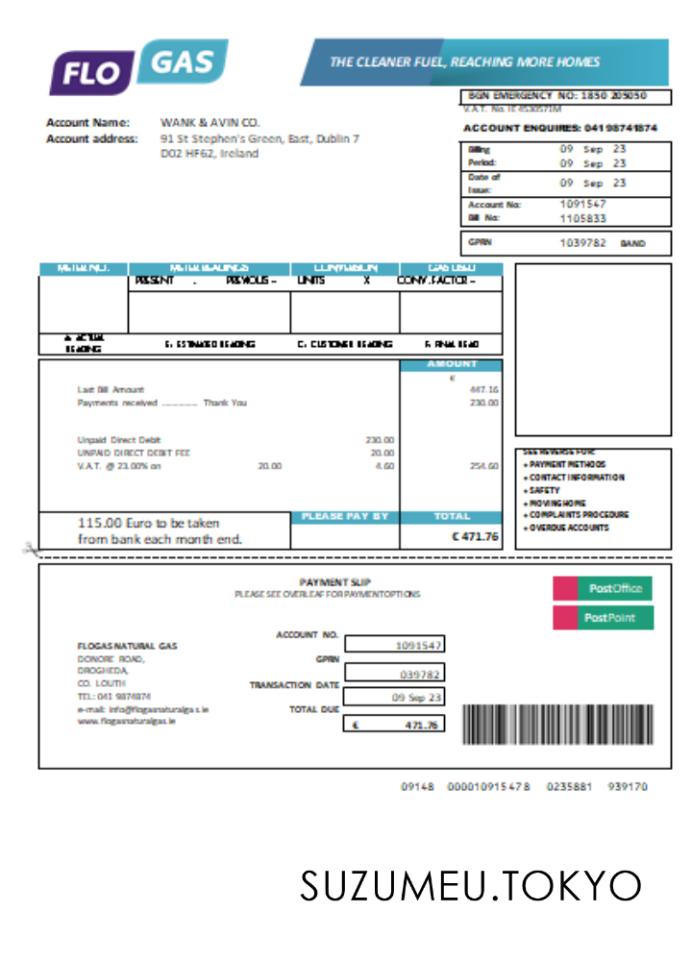 FLO GAS
THE CLEANER FUEL, REACHING MORE HOMES
BGN EMERGENCY NO: 1850 205050
V.A.T. No. IE 4530571M
Account Name: WANK & AVIN CO.
Account address: 91 St Stephen's Green, East, Dublin 7
D02 HF62, Ireland
ACCOUNT ENQUIRES: 041 98741874
Billing 09 Sep 23
Period: 09 Sep 23
Date of
Issue: 09 Sep 23
Account No: 1091547
Bill No: 1105833
GPRN 1039782 BAND
METER NO. METER READINGS CONVERSION GAS USED
PRESENT . PREVIOUS – UNITS X CONV.FACTOR –
A: ACTUAL
READING E: ESTIMATED READING C: CUSTOMER READING F: FINAL READ
AMOUNT
€
Last Bill Amount 447.16
Payments received .............. Thank You 230.00
Unpaid Direct Debit 230.00
UNPAID DIRECT DEBIT FEE 20.00
V.A.T. @ 23.00% on 20.00 4.60 254.60
SEE REVERSE FOR:
• PAYMENT METHODS
• CONTACT INFORMATION
• SAFETY
• MOVING HOME
• COMPLAINTS PROCEDURE
• OVERDUE ACCOUNTS
115.00 Euro to be taken
from bank each month end.
PLEASE PAY BY TOTAL
€ 471.76
PAYMENT SLIP
PLEASE SEE OVERLEAF FOR PAYMENT OPTIONS
PostOffice
PostPoint
FLOGAS NATURAL GAS
DONORE ROAD,
DROGHEDA,
CO. LOUTH
TEL: 041 9874874
e-mail: info@flogasnaturalgas.ie
www.flogasnaturalgas.ie
ACCOUNT NO. 1091547
GPRN 039782
TRANSACTION DATE 09 Sep 23
TOTAL DUE € 471.76
09148 000010915478 0235881 939170
SUZUMEU.TOKYO